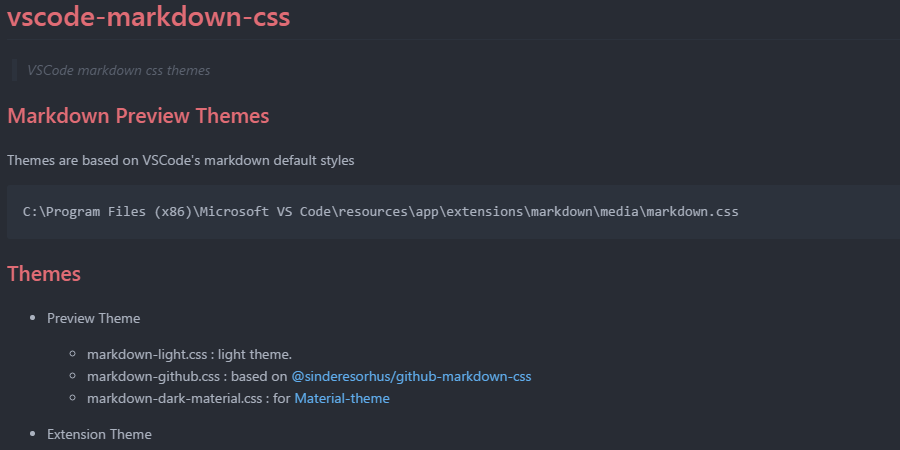 vscode-markdown-css
VSCode markdown css themes
Markdown Preview Themes
Themes are based on VSCode's markdown default styles
C:\Program Files (x86)\Microsoft VS Code\resources\app\extensions\markdown\media\markdown.css
Themes
Preview Theme
markdown-light.css : light theme.
markdown-github.css : based on @sinderesorhus/github-markdown-css
markdown-dark-material.css : for Material-theme
Extension Theme